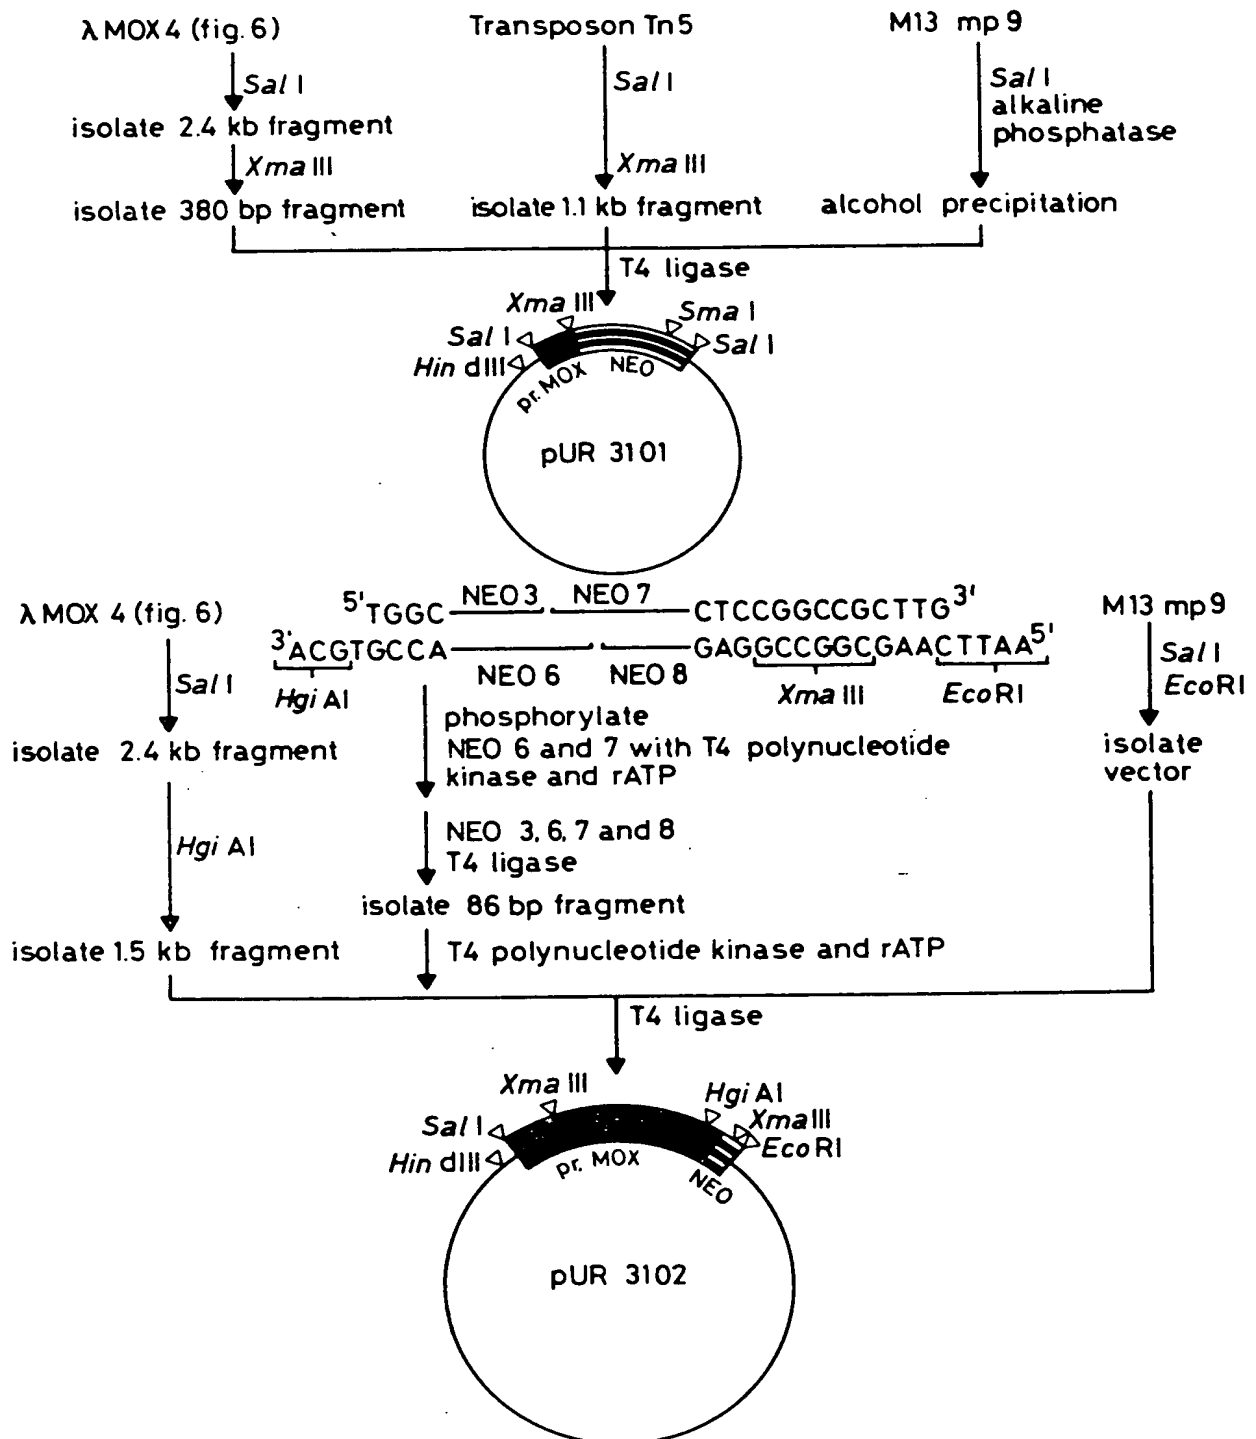 λ MOX 4 (fig. 6)
Transposon Tn5
M13 mp 9
Sal I
Sal I
Sal I
alkaline
phosphatase
isolate 2.4 kb fragment
Xma III
Xma III
isolate 380 bp fragment
isolate 1.1 kb fragment
alcohol precipitation
T4 ligase
Xma III
Sma I
Sal I
Sal I
Hin dIII
pr. MOX
NEO
pUR 3101
λ MOX 4 (fig. 6)
5'TGGC NEO 3 NEO 7 CTCCGGCCGCTTG3'
3'ACGTGCCA NEO 6 NEO 8 GAGGCCGGCGAACTTAA5'
Hgi AI
Xma III
EcoRI
M13 mp 9
Sal I
EcoRI
isolate
vector
Sal I
isolate 2.4 kb fragment
phosphorylate
NEO 6 and 7 with T4 polynucleotide
kinase and rATP
Hgi AI
NEO 3, 6, 7 and 8
T4 ligase
isolate 86 bp fragment
isolate 1.5 kb fragment
T4 polynucleotide kinase and rATP
T4 ligase
Xma III
Hgi AI
Xma III
EcoRI
Sal I
Hin dIII
pr. MOX
NEO
pUR 3102